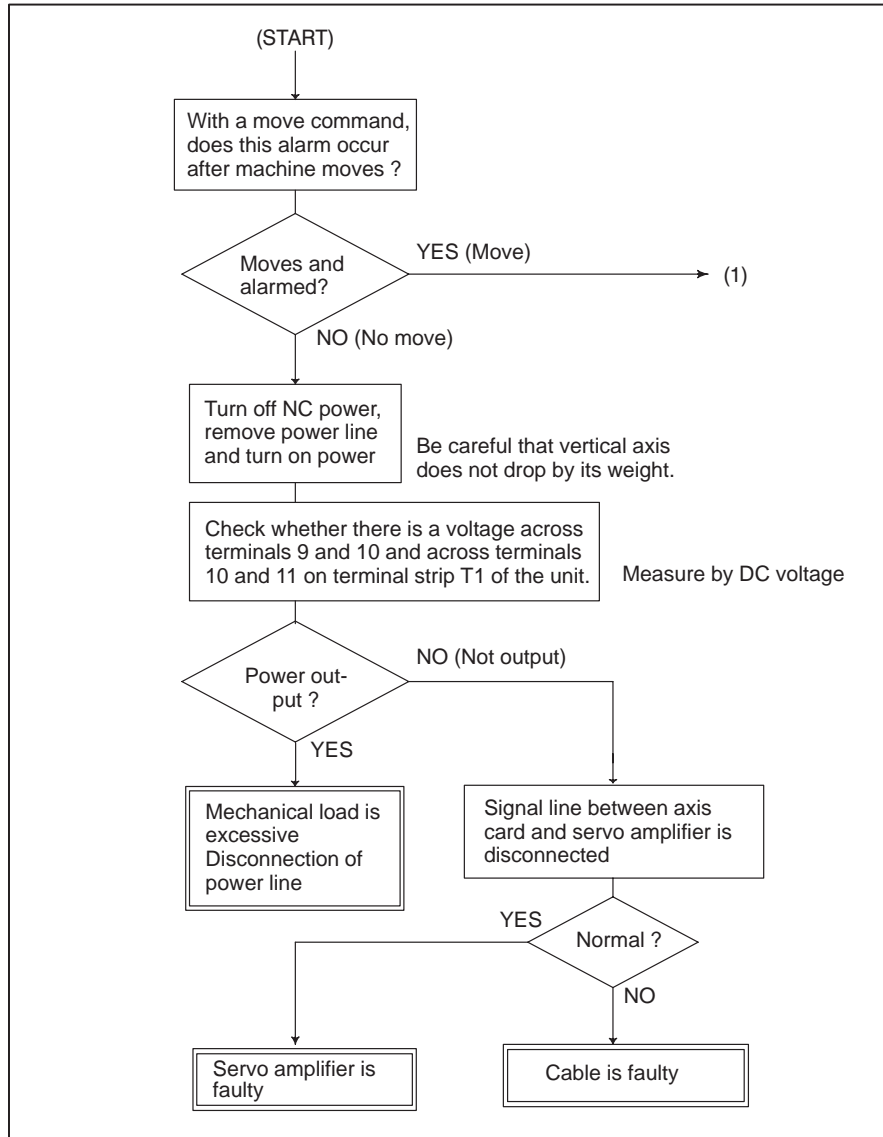 (START)
With a move command,
does this alarm occur
after machine moves ?
YES (Move)
Moves and
alarmed?
(1)
NO (No move)
Turn off NC power,
remove power line
and turn on power
Be careful that vertical axis
does not drop by its weight.
Check whether there is a voltage across
terminals 9 and 10 and across terminals
10 and 11 on terminal strip T1 of the unit.
Measure by DC voltage
NO (Not output)
Power out-
put ?
YES
Mechanical load is
excessive
Disconnection of
power line
Signal line between axis
card and servo amplifier is
disconnected
YES
Normal ?
NO
Servo amplifier is
faulty
Cable is faulty